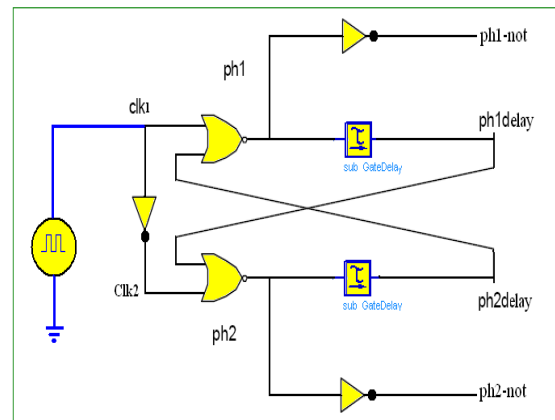 ph1-not
ph1
clk1
ph1delay
sub GateDelay
Clk2
ph2delay
sub GateDelay
ph2
ph2-not